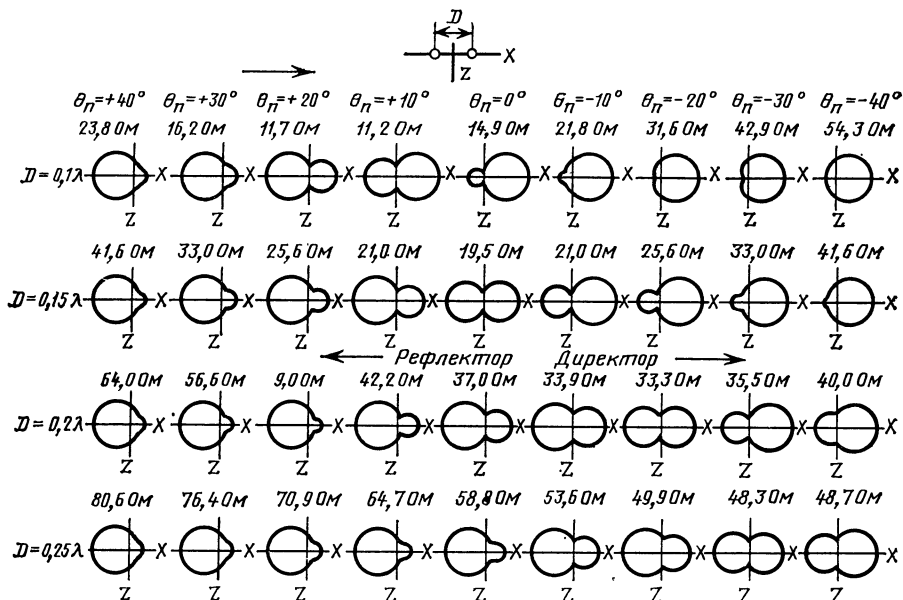 D
X
Z
θп=+40° θп=+30° θп=+20° θп=+10° θп=0° θп=-10° θп=-20° θп=-30° θп=-40°
23,8 Ом 16,2 Ом 11,7 Ом 11,2 Ом 14,9 Ом 21,8 Ом 31,6 Ом 42,9 Ом 54,3 Ом
D=0,1λ X X X X X X X X X
Z Z Z Z Z Z Z Z Z
41,6 Ом 33,0 Ом 25,6 Ом 21,0 Ом 19,5 Ом 21,0 Ом 25,6 Ом 33,0 Ом 41,6 Ом
D=0,15λ X X X X X X X X X
Z Z Z Z Z Z Z Z Z
Рефлектор Директор
64,0 Ом 56,6 Ом 9,00 Ом 42,2 Ом 37,0 Ом 33,9 Ом 33,3 Ом 35,5 Ом 40,0 Ом
D=0,2λ X X X X X X X X X
Z Z Z Z Z Z Z Z Z
80,6 Ом 76,4 Ом 70,9 Ом 64,7 Ом 58,8 Ом 53,6 Ом 49,9 Ом 48,3 Ом 48,7 Ом
D=0,25λ X X X X X X X X X
Z Z Z Z Z Z Z Z Z